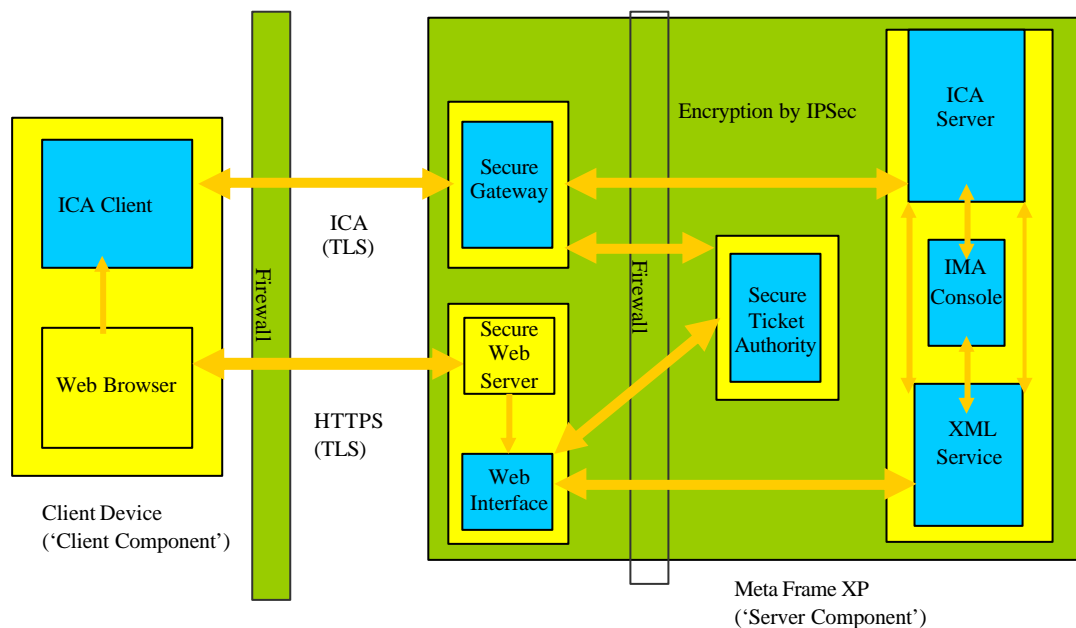 ICA Client
Web Browser
Client Device
(‘Client Component’)
Firewall
ICA
(TLS)
HTTPS
(TLS)
Secure
Gateway
Secure
Web
Server
Web
Interface
Firewall
Encryption by IPSec
Secure
Ticket
Authority
ICA
Server
IMA
Console
XML
Service
Meta Frame XP
(‘Server Component’)